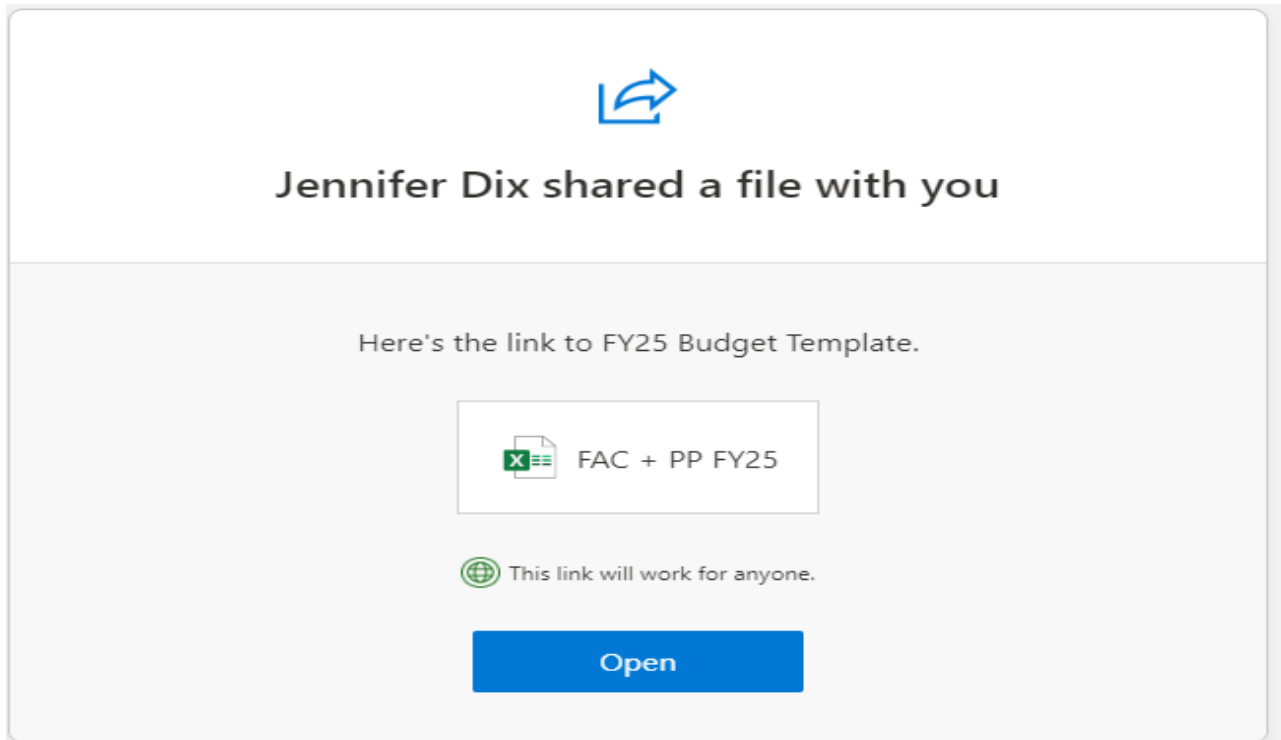 Jennifer Dix shared a file with you
Here's the link to FY25 Budget Template.
FAC + PP FY25
This link will work for anyone.
Open